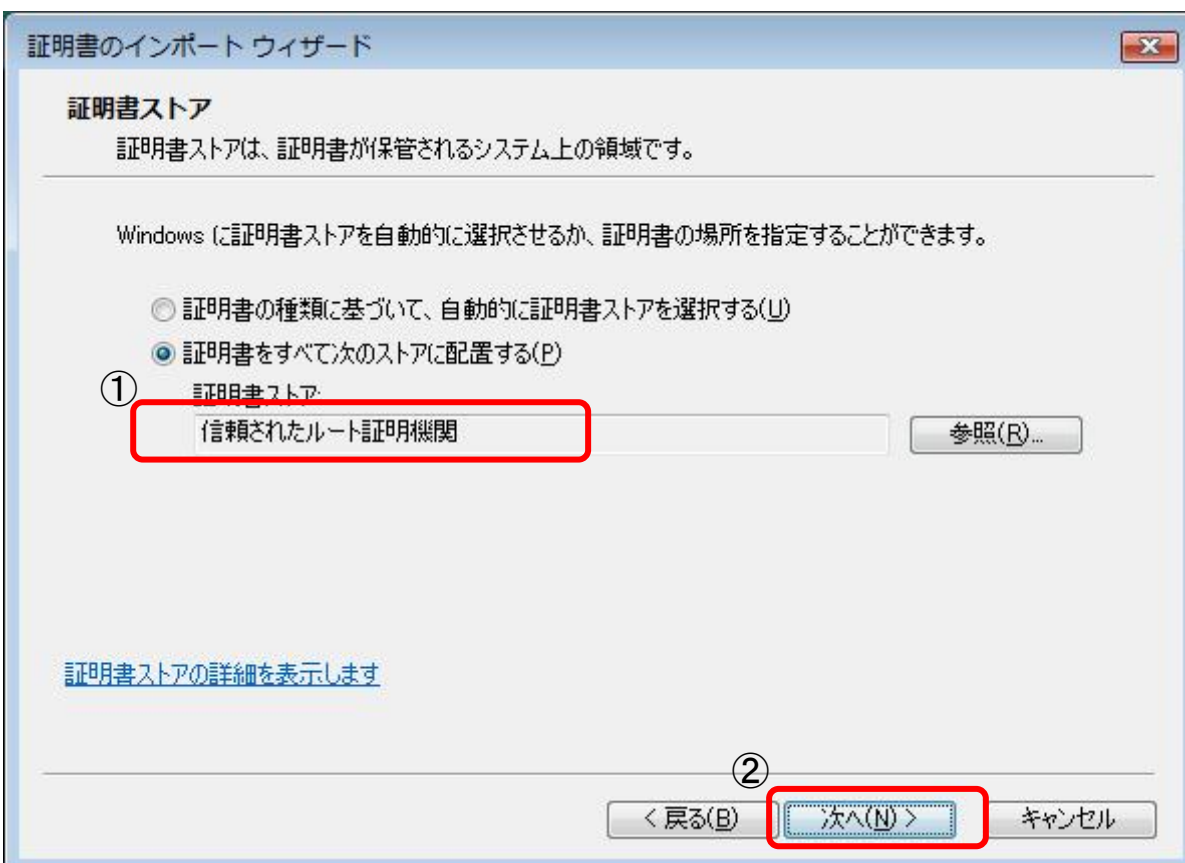 証明書のインポート ウィザード
証明書ストア
証明書ストアは、証明書が保管されるシステム上の領域です。
Windows に証明書ストアを自動的に選択させるか、証明書の場所を指定することができます。
証明書の種類に基づいて、自動的に証明書ストアを選択する(U)
証明書をすべて次のストアに配置する(P)
①
証明書ストア:
信頼されたルート証明機関
参照(R)...
証明書ストアの詳細を表示します
②
< 戻る(B)
次へ(N) >
キャンセル